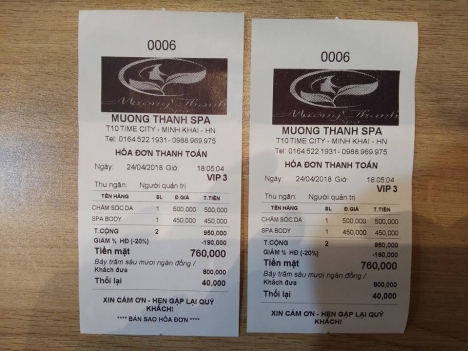 0006
Muong Thanh
Spa
MUONG THANH SPA
T10 TIME CITY - MINH KHAI - HN
Tel: 0164.522.1931- 0988.969.975
HÓA ĐƠN THANH TOÁN
Ngày: 24/04/2018 Giờ: 18:05:04
VIP 3
Thu ngân: Người quản trị
TÊN HÀNG SL Đ.GIÁ T.TIỀN
CHĂM SÓC DA 1 500,000 500,000
SPA BODY 1 450,000 450,000
T.CỘNG 2 950,000
GIẢM % HĐ (-20%) -190,000
Tiền mặt 760,000
Bảy trăm sáu mươi ngàn đồng /
Khách đưa 800,000
Thối lại 40,000
XIN CÁM ƠN - HẸN GẶP LẠI QUÝ
KHÁCH!
**** BẢN SAO HÓA ĐƠN ****
0006
Muong Thanh
Spa
MUONG THANH SPA
T10 TIME CITY - MINH KHAI - HN
Tel: 0164.522.1931- 0988.969.975
HÓA ĐƠN THANH TOÁN
Ngày: 24/04/2018 Giờ: 18:05:04
VIP 3
Thu ngân: Người quản trị
TÊN HÀNG SL Đ.GIÁ T.TIỀN
CHĂM SÓC DA 1 500,000 500,000
SPA BODY 1 450,000 450,000
T.CỘNG 2 950,000
GIẢM % HĐ (-20%) -190,000
Tiền mặt 760,000
Bảy trăm sáu mươi ngàn đồng /
Khách đưa 800,000
Thối lại 40,000
XIN CÁM ƠN - HẸN GẶP LẠI QUÝ
KHÁCH!